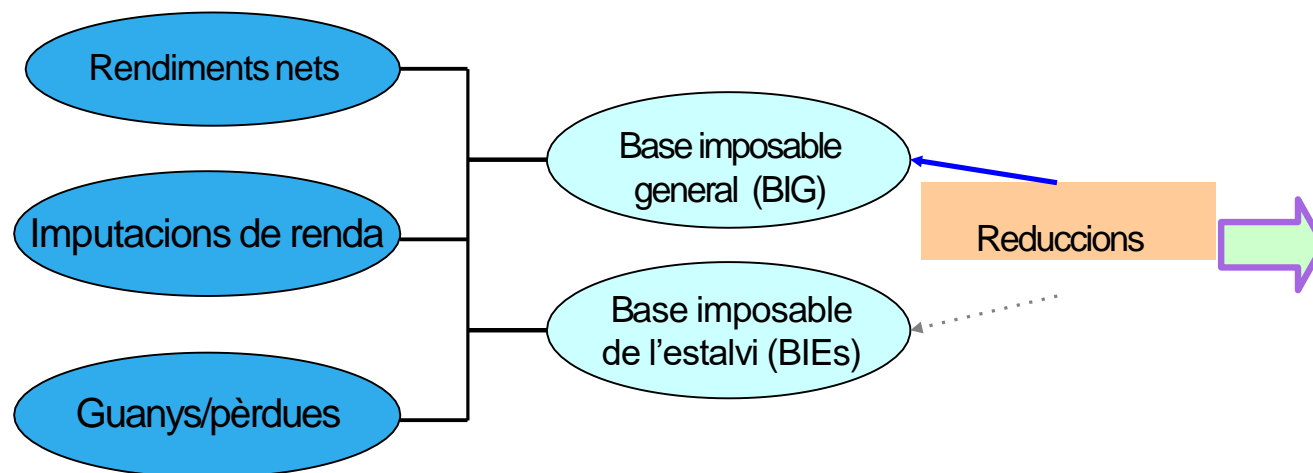 Rendiments nets
Imputacions de renda
Guanys/pèrdues
Base imposable
general (BIG)
Base imposable
de l’estalvi (BIEs)
Reduccions